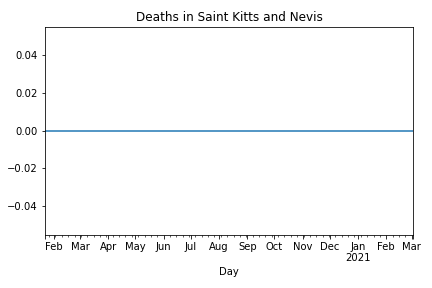 Deaths in Saint Kitts and Nevis
0.04
0.02
0.00
−0.02
−0.04
Feb Mar Apr May Jun Jul Aug Sep Oct Nov Dec Jan Feb Mar
2021
Day